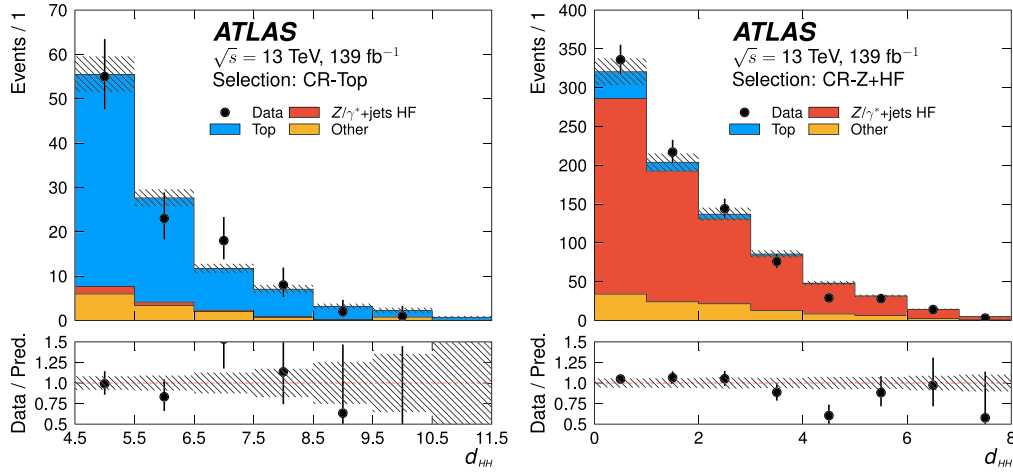 ATLAS
√s = 13 TeV, 139 fb⁻¹
Selection: CR-Top
Data
Z/γ*+jets HF
Top
Other
Events / 1
70
60
50
40
30
20
10
0
Data / Pred.
1.5
1.25
1.0
0.75
0.5
4.5 5.5 6.5 7.5 8.5 9.5 10.5 11.5
d_HH
ATLAS
√s = 13 TeV, 139 fb⁻¹
Selection: CR-Z+HF
Data
Z/γ*+jets HF
Top
Other
Events / 1
400
350
300
250
200
150
100
50
0
Data / Pred.
1.5
1.25
1.0
0.75
0.5
0 2 4 6 8
d_HH